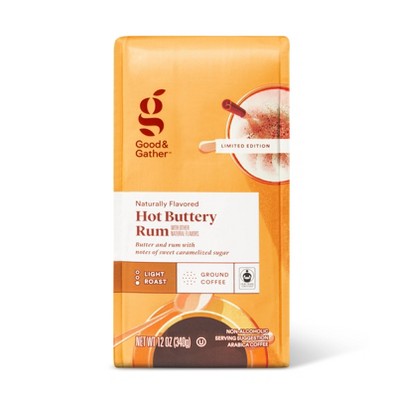 g
Good&
Gather™
LIMITED EDITION
Naturally Flavored
Hot Buttery
Rum WITH OTHER
NATURAL FLAVORS
Butter and rum with
notes of sweet caramelized sugar
LIGHT
ROAST
GROUND
COFFEE
NON-ALCOHOLIC
SERVING SUGGESTION
ARABICA COFFEE
NET WT 12 OZ (340g)
U